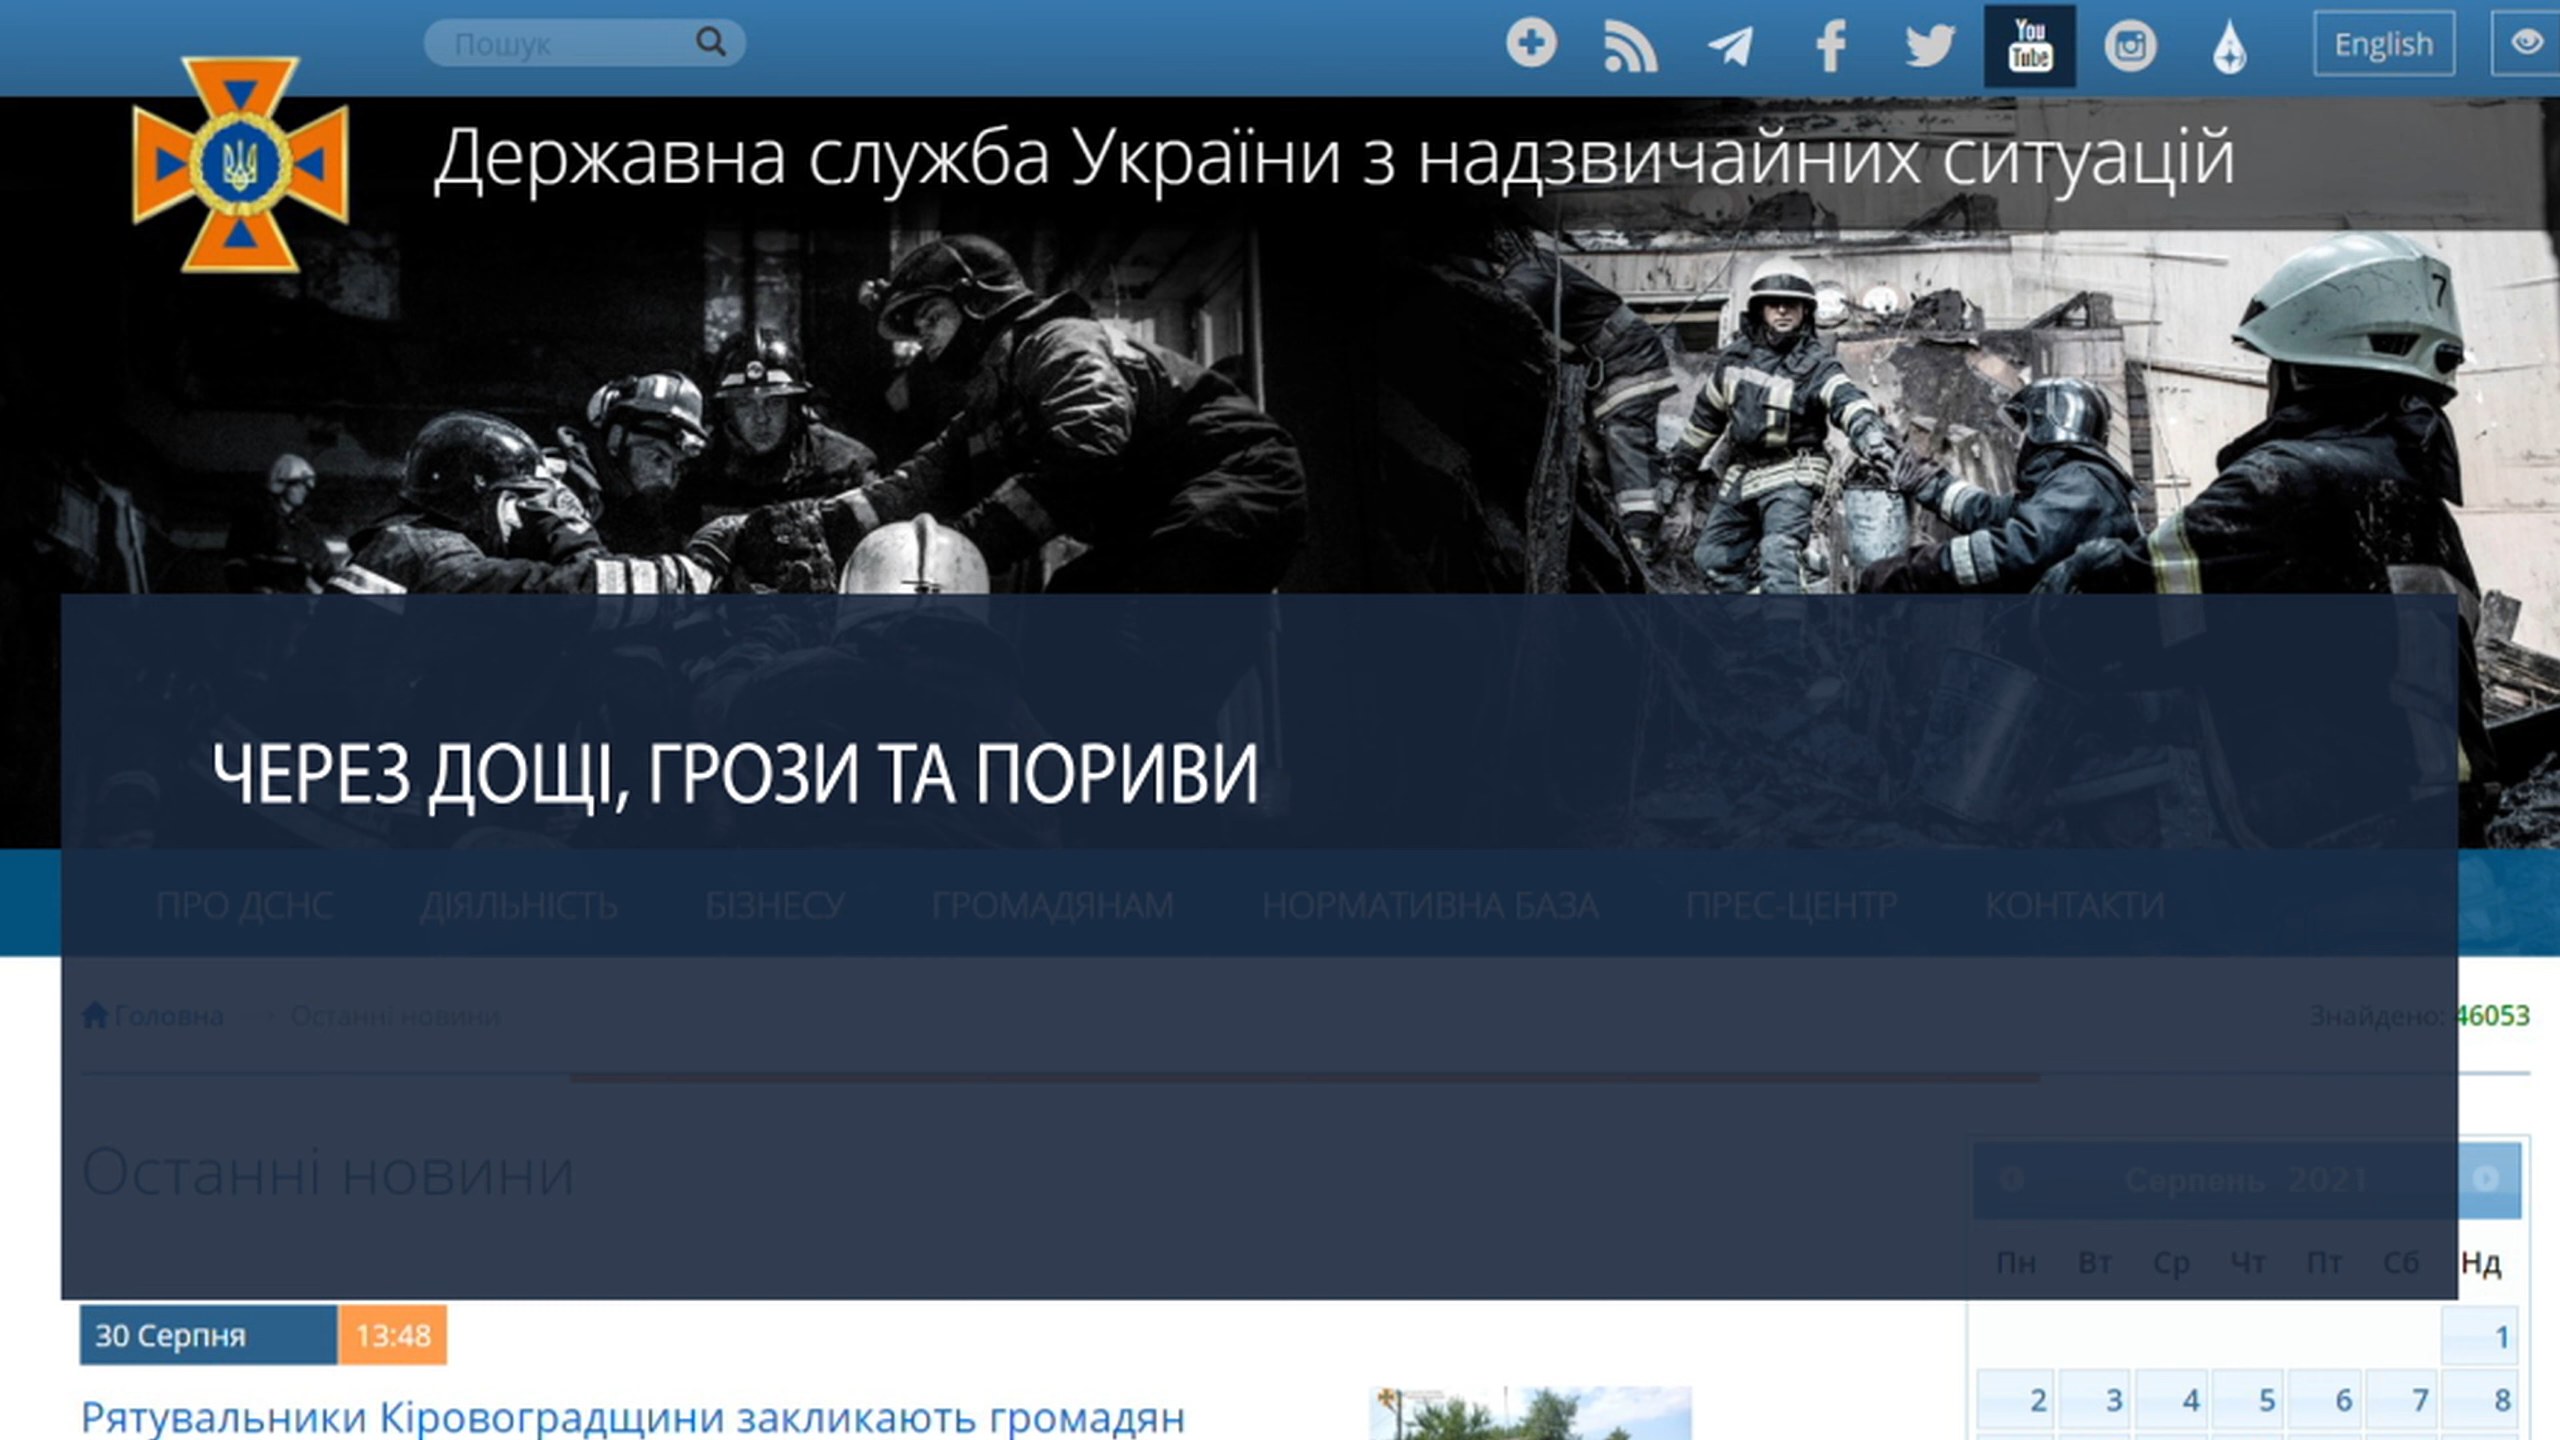 Пошук
You
Tube
English
Державна служба України з надзвичайних ситуацій
7
ЧЕРЕЗ ДОЩІ, ГРОЗИ ТА ПОРИВИ
ПРО ДСНС ДІЯЛЬНІСТЬ БІЗНЕСУ ГРОМАДЯНАМ НОРМАТИВНА БАЗА ПРЕС-ЦЕНТР КОНТАКТИ
Головна → Останні новини
Знайдено: 46053
Останні новини
Серпень 2021
Пн Вт Ср Чт Пт Сб Нд
30 Серпня 13:48
1
Рятувальники Кіровоградщини закликають громадян
2 3 4 5 6 7 8